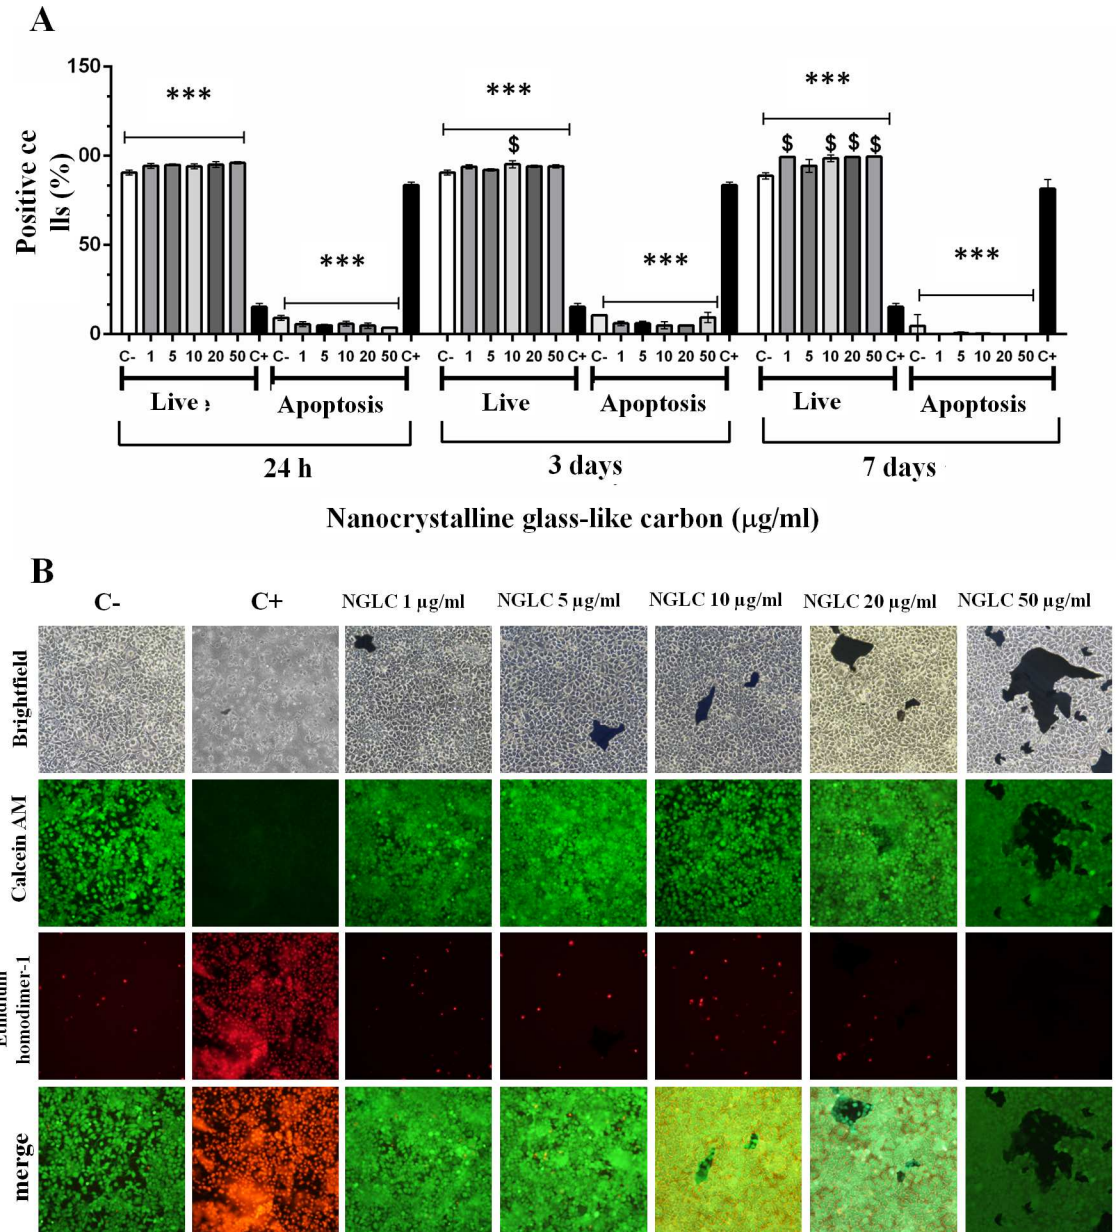 A
150
***
***
***
$
$
$
$
$
00
Positive ce
lls (%)
50
***
***
***
0
C- 1 5 10 20 50 C+ C- 1 5 10 20 50 C+ C- 1 5 10 20 50 C+ C- 1 5 10 20 50 C+ C- 1 5 10 20 50 C+ C- 1 5 10 20 50 C+
Live Apoptosis Live Apoptosis Live Apoptosis
24 h 3 days 7 days
Nanocrystalline glass-like carbon (µg/ml)
B
C- C+ NGLC 1 µg/ml NGLC 5 µg/ml NGLC 10 µg/ml NGLC 20 µg/ml NGLC 50 µg/ml
Brightfield
Calcein AM
homodimer-1
merge